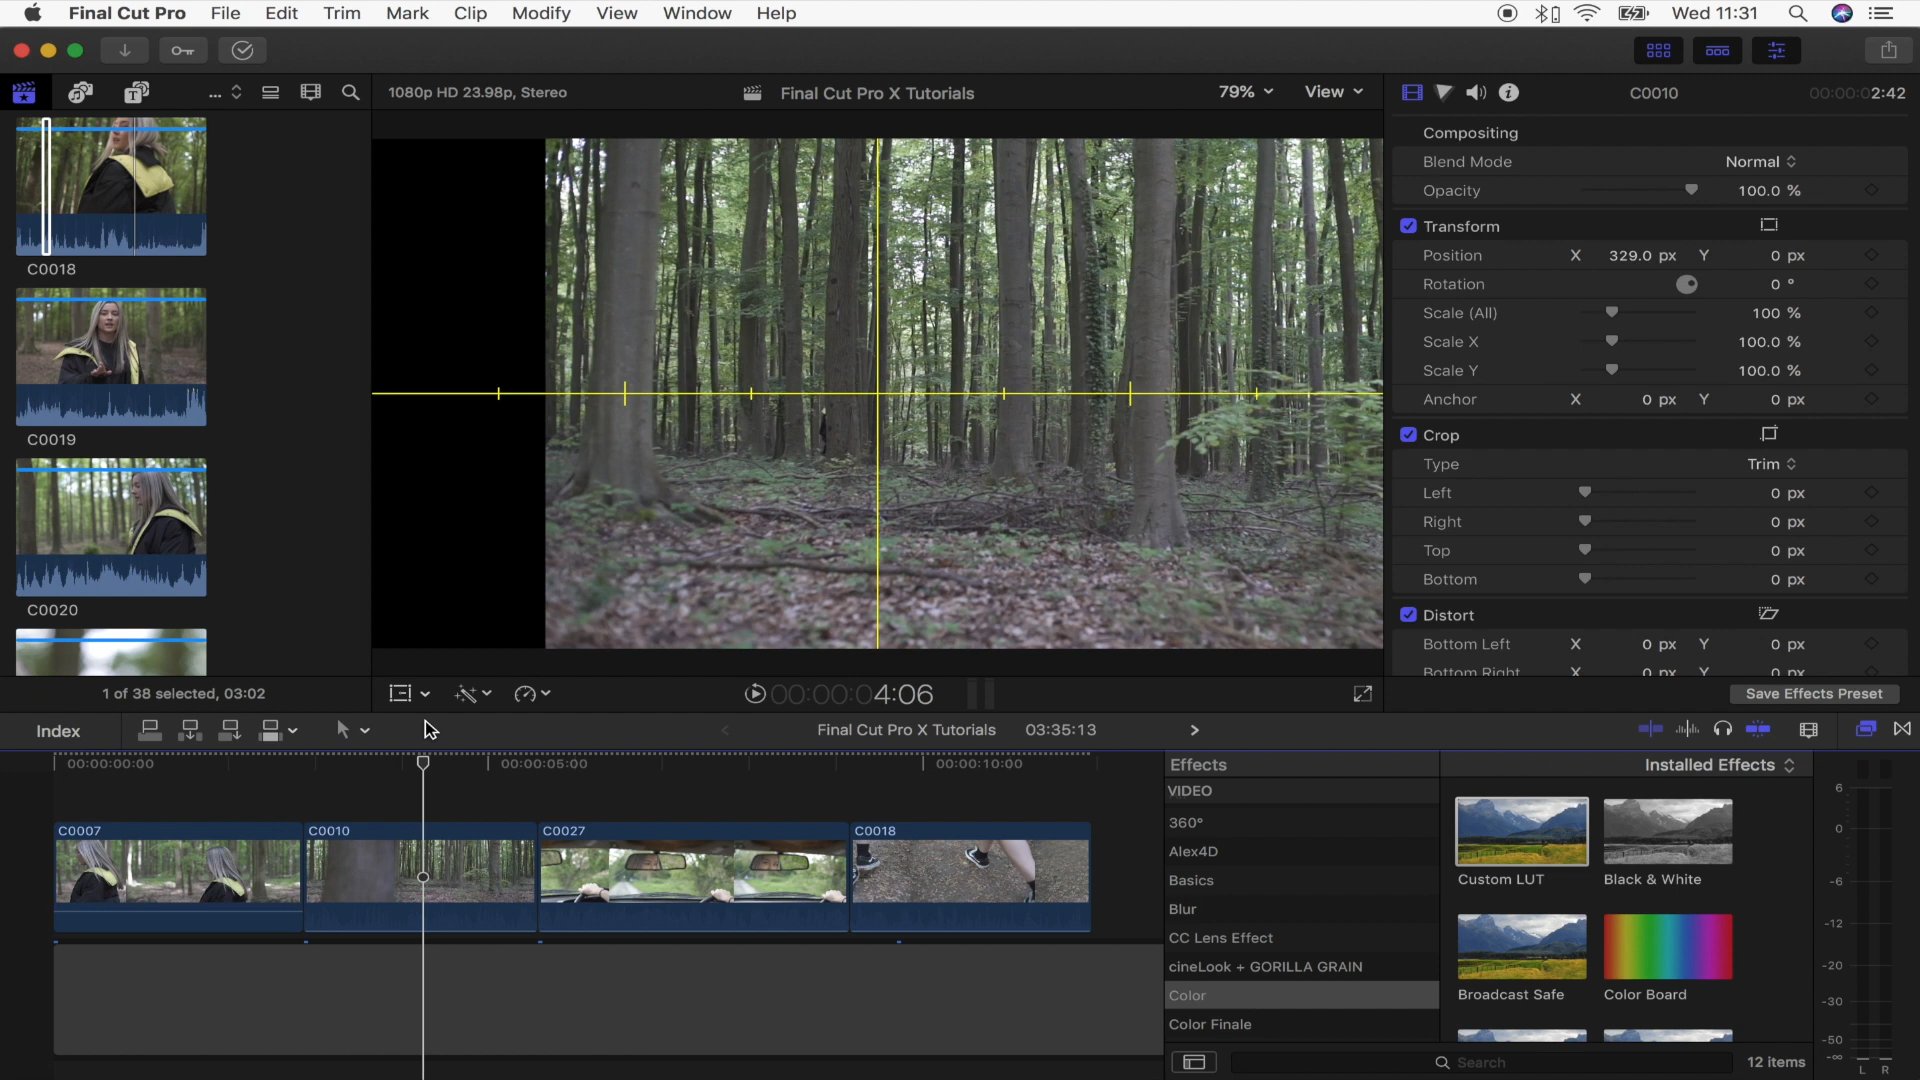 Final Cut Pro File Edit Trim Mark Clip Modify View Window Help Wed 11:31
1080p HD 23.98p, Stereo Final Cut Pro X Tutorials 79% View C0010 00:00:02:42
C0018
C0019
C0020
1 of 38 selected, 03:02
00:00:04:06
Compositing
Blend Mode Normal
Opacity 100.0 %
Transform
Position X 329.0 px Y 0 px
Rotation 0 °
Scale (All) 100 %
Scale X 100.0 %
Scale Y 100.0 %
Anchor X 0 px Y 0 px
Crop
Type Trim
Left 0 px
Right 0 px
Top 0 px
Bottom 0 px
Distort
Bottom Left X 0 px Y 0 px
Bottom Right X 0 px Y 0 px
Save Effects Preset
Index Final Cut Pro X Tutorials 03:35:13
00:00:00:00 00:00:05:00 00:00:10:00
C0007 C0010 C0027 C0018
Effects Installed Effects
VIDEO
360°
Alex4D
Basics
Blur
CC Lens Effect
cineLook + GORILLA GRAIN
Color
Color Finale
Custom LUT Black & White
Broadcast Safe Color Board
Search 12 items
6
0
-6
-12
-20
-30
-50
-∞
L R